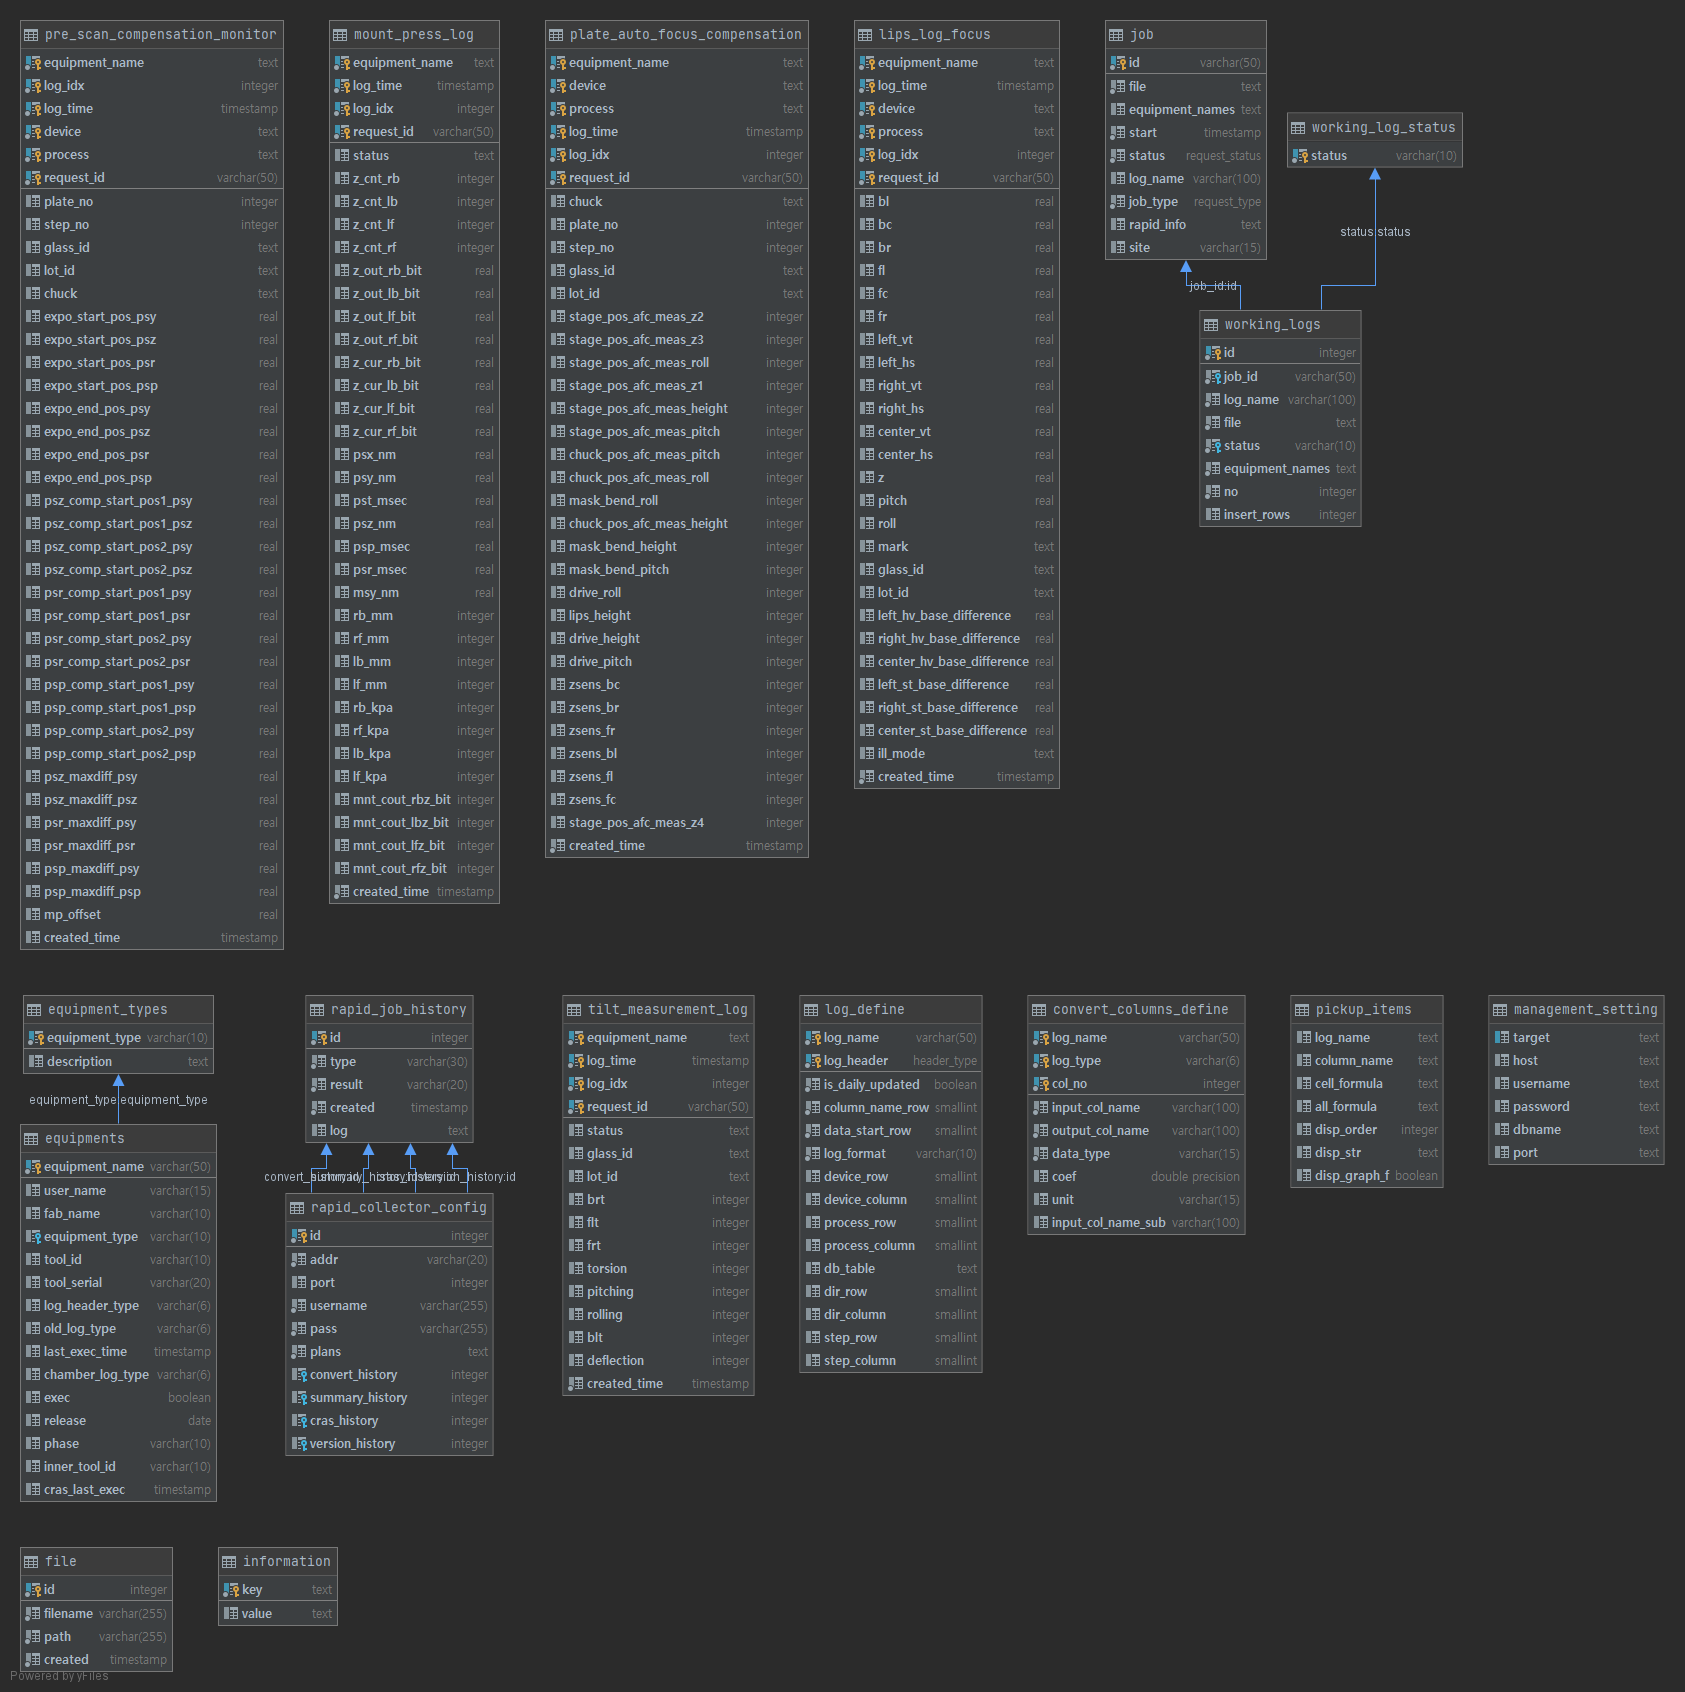 pre_scan_compensation_monitor
equipment_name text
log_idx integer
log_time timestamp
device text
process text
request_id varchar(50)
plate_no integer
step_no integer
glass_id text
lot_id text
chuck text
expo_start_pos_psy real
expo_start_pos_psz real
expo_start_pos_psr real
expo_start_pos_psp real
expo_end_pos_psy real
expo_end_pos_psz real
expo_end_pos_psr real
expo_end_pos_psp real
psz_comp_start_pos1_psy real
psz_comp_start_pos1_psz real
psz_comp_start_pos2_psy real
psz_comp_start_pos2_psz real
psr_comp_start_pos1_psy real
psr_comp_start_pos1_psr real
psr_comp_start_pos2_psy real
psr_comp_start_pos2_psr real
psp_comp_start_pos1_psy real
psp_comp_start_pos1_psp real
psp_comp_start_pos2_psy real
psp_comp_start_pos2_psp real
psz_maxdiff_psy real
psz_maxdiff_psz real
psr_maxdiff_psy real
psr_maxdiff_psr real
psp_maxdiff_psy real
psp_maxdiff_psp real
mp_offset real
created_time timestamp
mount_press_log
equipment_name text
log_time timestamp
log_idx integer
request_id varchar(50)
status text
z_cnt_rb integer
z_cnt_lb integer
z_cnt_lf integer
z_cnt_rf integer
z_out_rb_bit real
z_out_lb_bit real
z_out_lf_bit real
z_out_rf_bit real
z_cur_rb_bit real
z_cur_lb_bit real
z_cur_lf_bit real
z_cur_rf_bit real
psx_nm real
psy_nm real
pst_msec real
psz_nm real
psp_msec real
psr_msec real
msy_nm real
rb_mm integer
rf_mm integer
lb_mm integer
lf_mm integer
rb_kpa integer
rf_kpa integer
lb_kpa integer
lf_kpa integer
mnt_cout_rbz_bit integer
mnt_cout_lbz_bit integer
mnt_cout_lfz_bit integer
mnt_cout_rfz_bit integer
created_time timestamp
plate_auto_focus_compensation
equipment_name text
device text
process text
log_time timestamp
log_idx integer
request_id varchar(50)
chuck text
plate_no integer
step_no integer
glass_id text
lot_id text
stage_pos_afc_meas_z2 integer
stage_pos_afc_meas_z3 integer
stage_pos_afc_meas_roll integer
stage_pos_afc_meas_z1 integer
stage_pos_afc_meas_height integer
stage_pos_afc_meas_pitch integer
chuck_pos_afc_meas_pitch integer
chuck_pos_afc_meas_roll integer
mask_bend_roll integer
chuck_pos_afc_meas_height integer
mask_bend_height integer
mask_bend_pitch integer
drive_roll integer
lips_height integer
drive_height integer
drive_pitch integer
zsens_bc integer
zsens_br integer
zsens_fr integer
zsens_bl integer
zsens_fl integer
zsens_fc integer
stage_pos_afc_meas_z4 integer
created_time timestamp
lips_log_focus
equipment_name text
log_time timestamp
device text
process text
log_idx integer
request_id varchar(50)
bl real
bc real
br real
fl real
fc real
fr real
left_vt real
left_hs real
right_vt real
right_hs real
center_vt real
center_hs real
z real
pitch real
roll real
mark text
glass_id text
lot_id text
left_hv_base_difference real
right_hv_base_difference real
center_hv_base_difference real
left_st_base_difference real
right_st_base_difference real
center_st_base_difference real
ill_mode text
created_time timestamp
job
id varchar(50)
file text
equipment_names text
start timestamp
status request_status
log_name varchar(100)
job_type request_type
rapid_info text
site varchar(15)
working_log_status
status varchar(10)
status:status
job_id:id
working_logs
id integer
job_id varchar(50)
log_name varchar(100)
file text
status varchar(10)
equipment_names text
no integer
insert_rows integer
equipment_types
equipment_type varchar(10)
description text
equipment_type:equipment_type
equipments
equipment_name varchar(50)
user_name varchar(15)
fab_name varchar(10)
equipment_type varchar(10)
tool_id varchar(10)
tool_serial varchar(20)
log_header_type varchar(6)
old_log_type varchar(6)
last_exec_time timestamp
chamber_log_type varchar(6)
exec boolean
release date
phase varchar(10)
inner_tool_id varchar(10)
cras_last_exec timestamp
rapid_job_history
id integer
type varchar(30)
result varchar(20)
created timestamp
log text
rapid_collector_config
id integer
addr varchar(20)
port integer
username varchar(255)
pass varchar(255)
plans text
convert_history integer
summary_history integer
cras_history integer
version_history integer
tilt_measurement_log
equipment_name text
log_time timestamp
log_idx integer
request_id varchar(50)
status text
glass_id text
lot_id text
brt integer
flt integer
frt integer
torsion integer
pitching integer
rolling integer
blt integer
deflection integer
created_time timestamp
log_define
log_name varchar(50)
log_header header_type
is_daily_updated boolean
column_name_row smallint
data_start_row smallint
log_format varchar(10)
device_row smallint
device_column smallint
process_row smallint
process_column smallint
db_table text
dir_row smallint
dir_column smallint
step_row smallint
step_column smallint
convert_columns_define
log_name varchar(50)
log_type varchar(6)
col_no integer
input_col_name varchar(100)
output_col_name varchar(100)
data_type varchar(15)
coef double precision
unit varchar(15)
input_col_name_sub varchar(100)
pickup_items
log_name text
column_name text
cell_formula text
all_formula text
disp_order integer
disp_str text
disp_graph_f boolean
management_setting
target text
host text
username text
password text
dbname text
port text
file
id integer
filename varchar(255)
path varchar(255)
created timestamp
information
key text
value text
Powered by yFiles